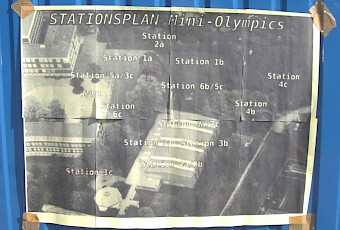 STATIONSPLAN Mini-Olympics
Station 2a
Station 1a
Station 1b
Station 5a/3c
Station 6b/5c
Station 4c
Station 6c
Station 4b
Station 3b
Station 1c